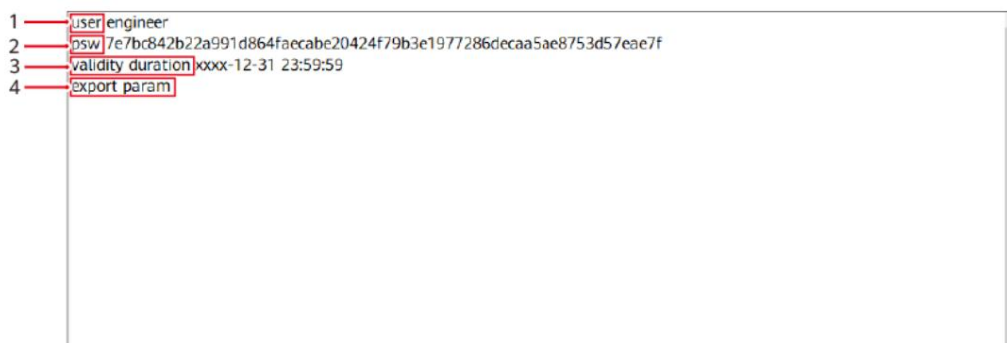 1 user engineer
2 psw 7e7bc842b22a991d864faecabe20424f79b3e1977286decaa5ae8753d57eae7f
3 validity duration xxxx-12-31 23:59:59
4 export param